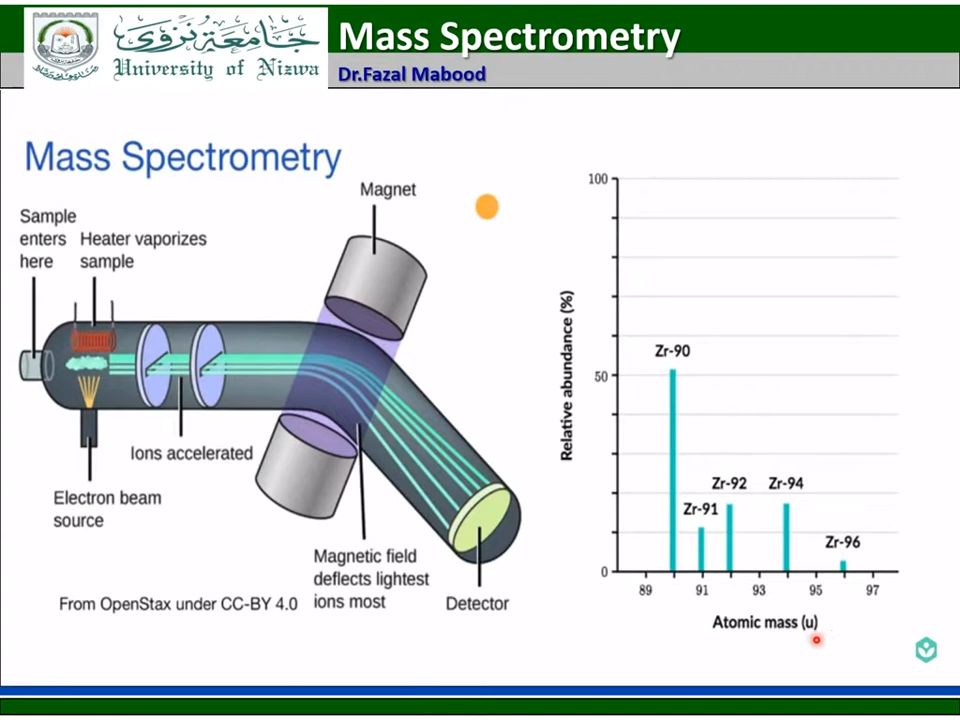 جامعة نزوى
University of Nizwa
Mass Spectrometry
Dr.Fazal Mabood
Mass Spectrometry
Magnet
Sample
enters
here
Heater vaporizes
sample
Ions accelerated
Electron beam
source
Magnetic field
deflects lightest
ions most
Detector
From OpenStax under CC-BY 4.0
Relative abundance (%)
100
50
0
Zr-90
Zr-91
Zr-92
Zr-94
Zr-96
89
91
93
95
97
Atomic mass (u)